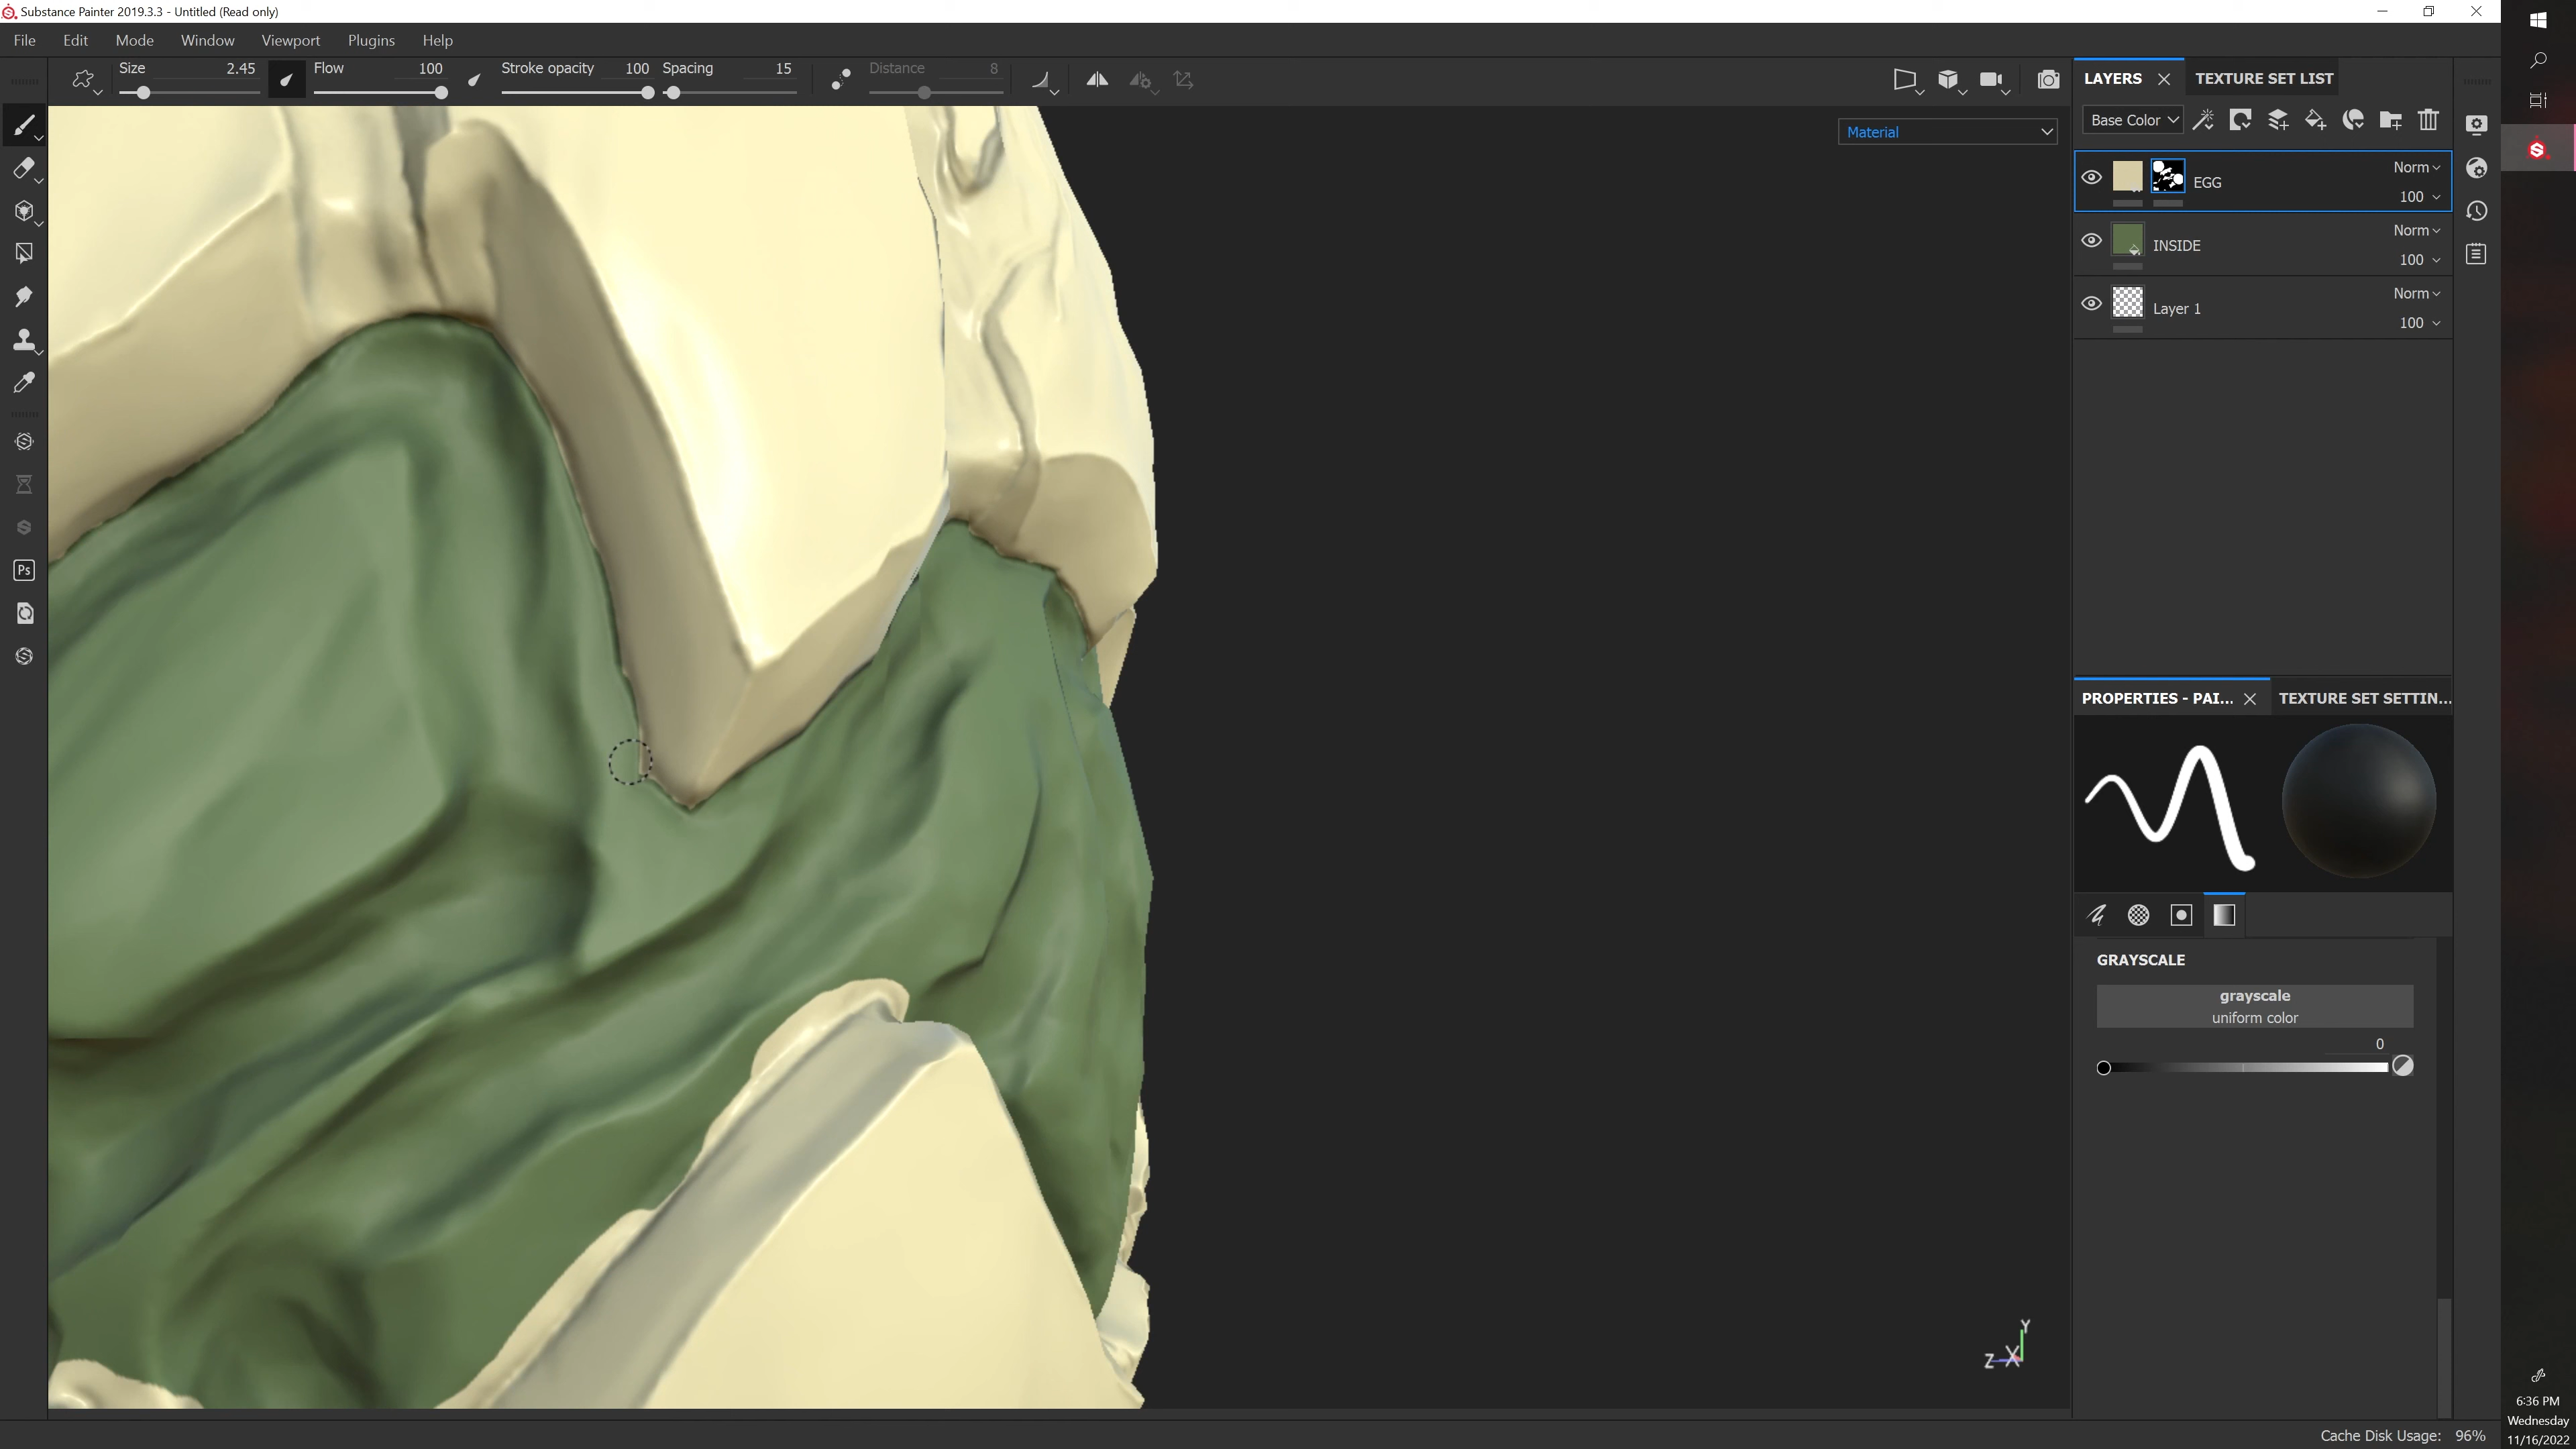 Substance Painter 2019.3.3 - Untitled (Read only)
File Edit Mode Window Viewport Plugins Help
Size 2.45 Flow 100 Stroke opacity 100 Spacing 15 Distance 8
Material
LAYERS TEXTURE SET LIST
Base Color
EGG Norm 100
INSIDE Norm 100
Layer 1 Norm 100
Ps
PROPERTIES - PAI... TEXTURE SET SETTIN...
GRAYSCALE
grayscale
uniform color
0
Y
Z X
Cache Disk Usage: 96%
6:36 PM
Wednesday
11/16/2022